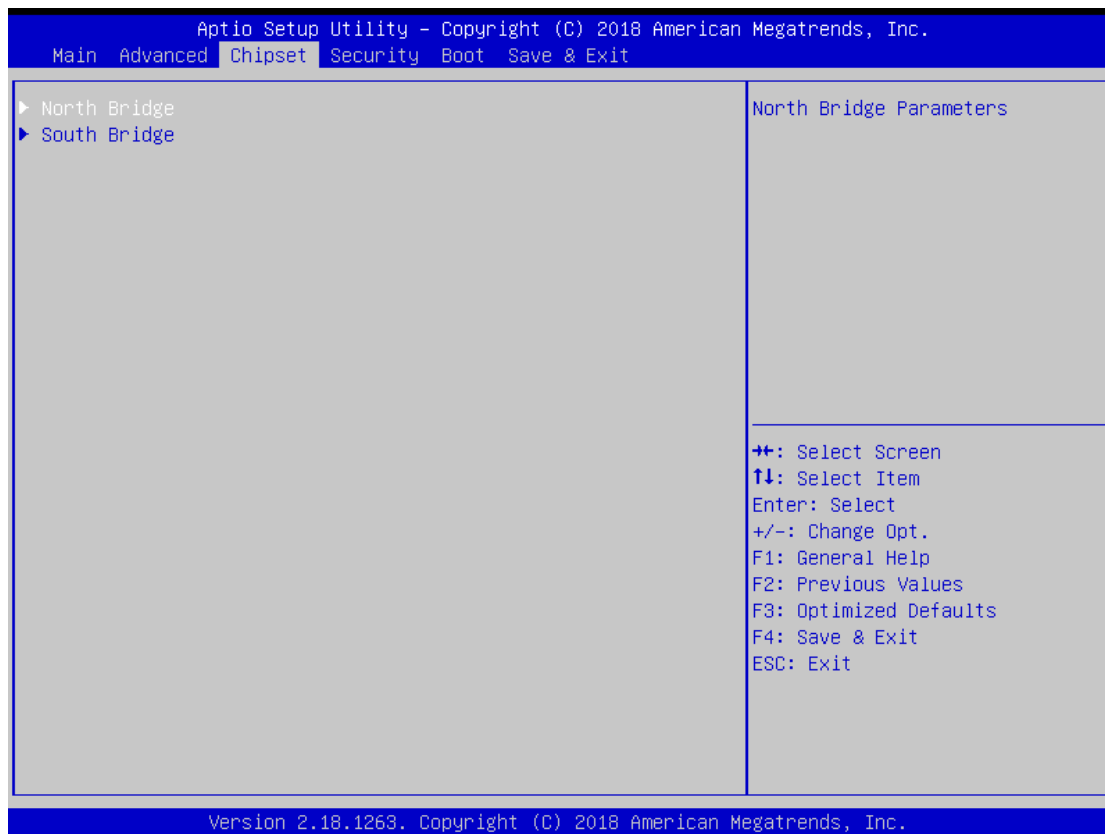 Aptio Setup Utility – Copyright (C) 2018 American Megatrends, Inc.
Main Advanced Chipset Security Boot Save & Exit
▶ North Bridge
▶ South Bridge
North Bridge Parameters
→←: Select Screen
↑↓: Select Item
Enter: Select
+/-: Change Opt.
F1: General Help
F2: Previous Values
F3: Optimized Defaults
F4: Save & Exit
ESC: Exit
Version 2.18.1263. Copyright (C) 2018 American Megatrends, Inc.